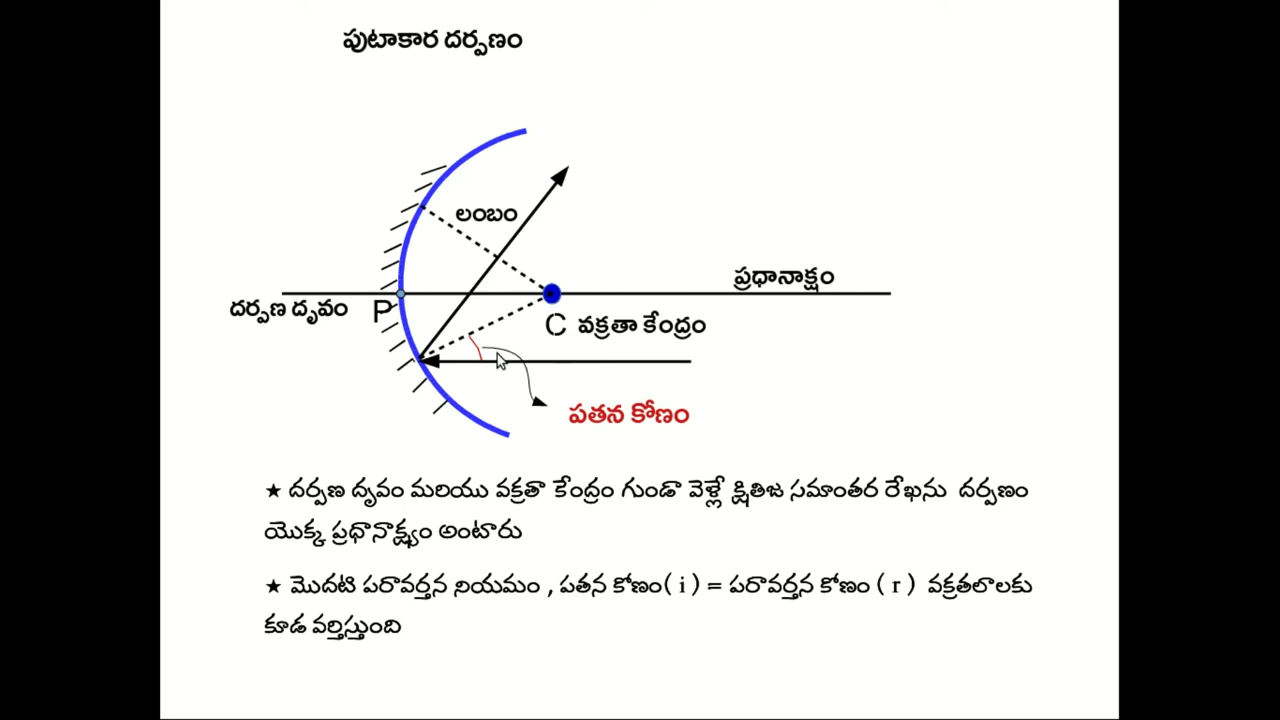 పుటాకార దర్పణం
లంబం
ప్రధానాక్షం
దర్పణ దృవం P
C వక్రతా కేంద్రం
పతన కోణం
★ దర్పణ దృవం మరియు వక్రతా కేంద్రం గుండా వెళ్లే క్షితిజ సమాంతర రేఖను దర్పణం
యొక్క ప్రధానాక్ష్యం అంటారు
★ మొదటి పరావర్తన నియమం , పతన కోణం( i ) = పరావర్తన కోణం ( r ) వక్రతలాలకు
కూడ వర్తిస్తుంది